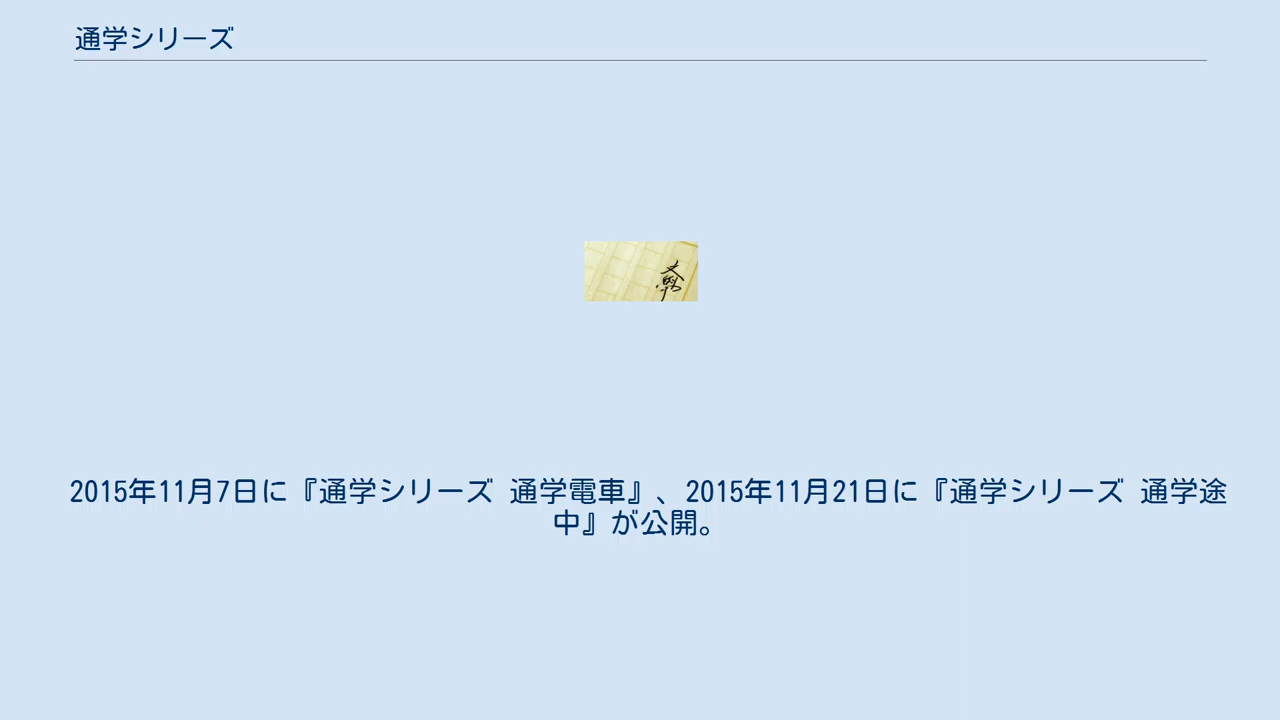 通学シリーズ
2015年11月7日に『通学シリーズ 通学電車』、2015年11月21日に『通学シリーズ 通学途
中』が公開。